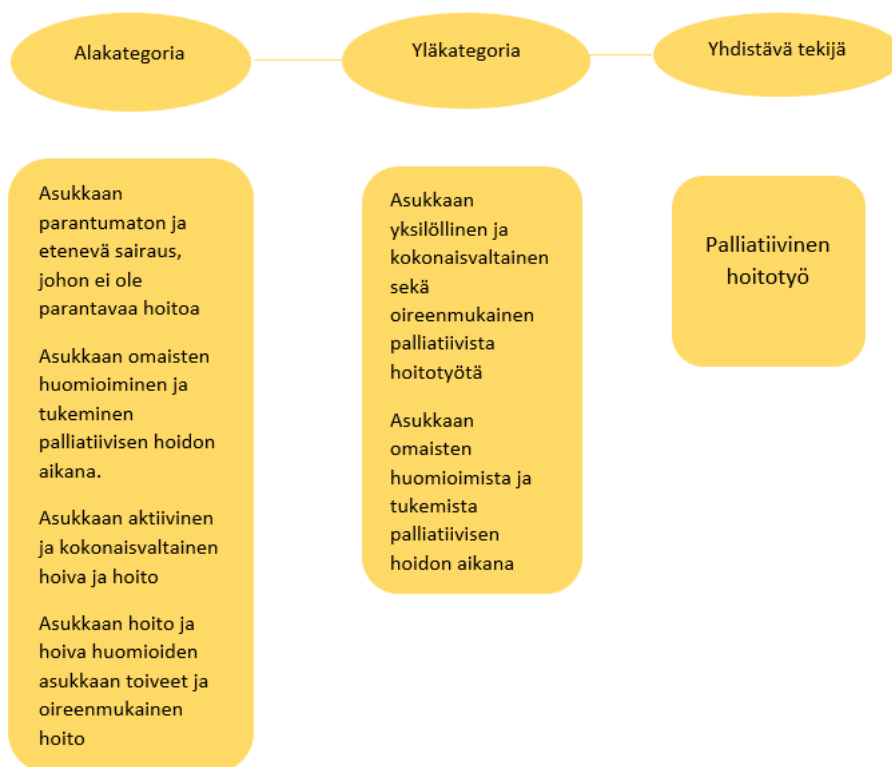 Alakategoria
Yläkategoria
Yhdistävä tekijä
Asukkaan
parantumaton ja
etenevä sairaus,
johon ei ole
parantavaa hoitoa
Asukkaan omaisten
huomioiminen ja
tukeminen
palliatiivisen hoidon
aikana.
Asukkaan aktiivinen
ja kokonaisvaltainen
hoiva ja hoito
Asukkaan hoito ja
hoiva huomioiden
asukkaan toiveet ja
oireenmukainen
hoito
Asukkaan
yksilöllinen ja
kokonaisvaltainen
sekä
oireenmukainen
palliatiivista
hoitotyötä
Asukkaan
omaisten
huomioimista ja
tukemista
palliatiivisen
hoidon aikana
Palliatiivinen
hoitotyö